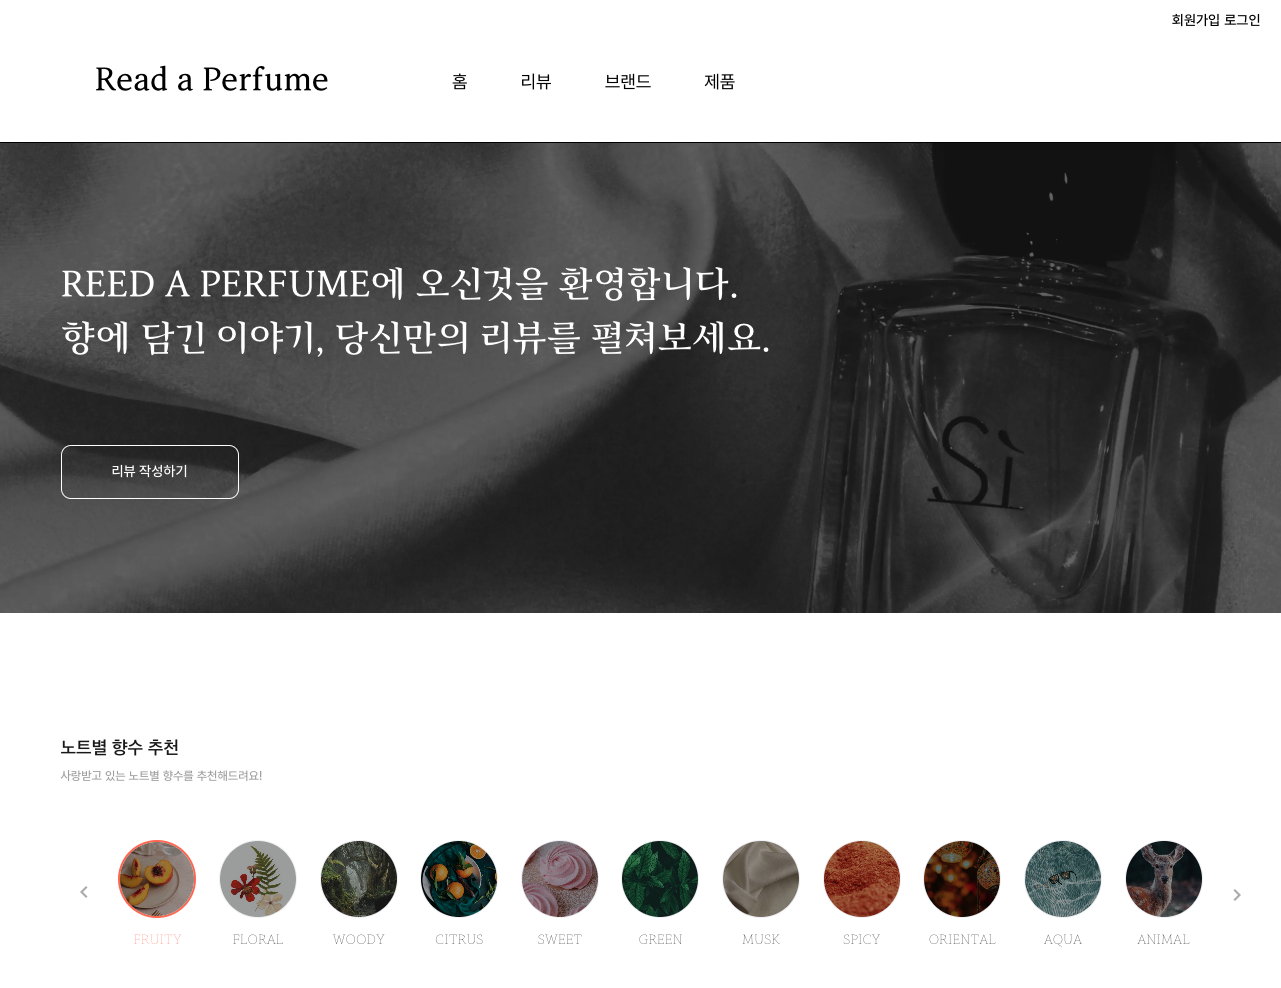 회원가입 로그인
Read a Perfume
홈 리뷰 브랜드 제품
REED A PERFUME에 오신것을 환영합니다.
향에 담긴 이야기, 당신만의 리뷰를 펼쳐보세요.
Sì
리뷰 작성하기
노트별 향수 추천
사랑받고 있는 노트별 향수를 추천해드려요!
FRUITY FLORAL WOODY CITRUS SWEET GREEN MUSK SPICY ORIENTAL AQUA ANIMAL